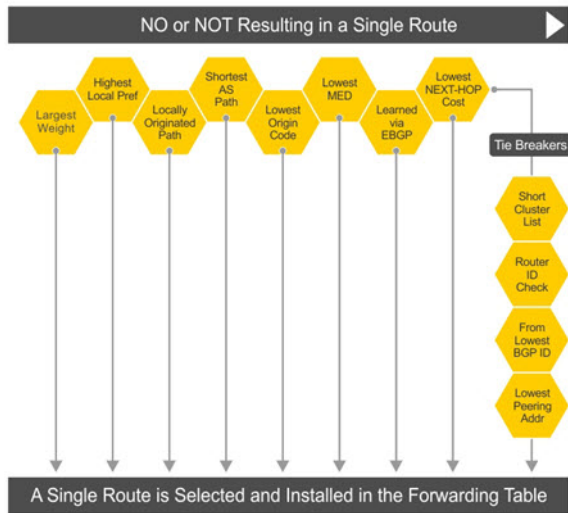 NO or NOT Resulting in a Single Route
Largest
Weight
Highest
Local Pref
Locally
Originated
Path
Shortest
AS
Path
Lowest
Origin
Code
Lowest
MED
Learned
via
EBGP
Lowest
NEXT-HOP
Cost
Tie Breakers
Short
Cluster
List
Router
ID
Check
From
Lowest
BGP ID
Lowest
Peering
Addr
A Single Route is Selected and Installed in the Forwarding Table